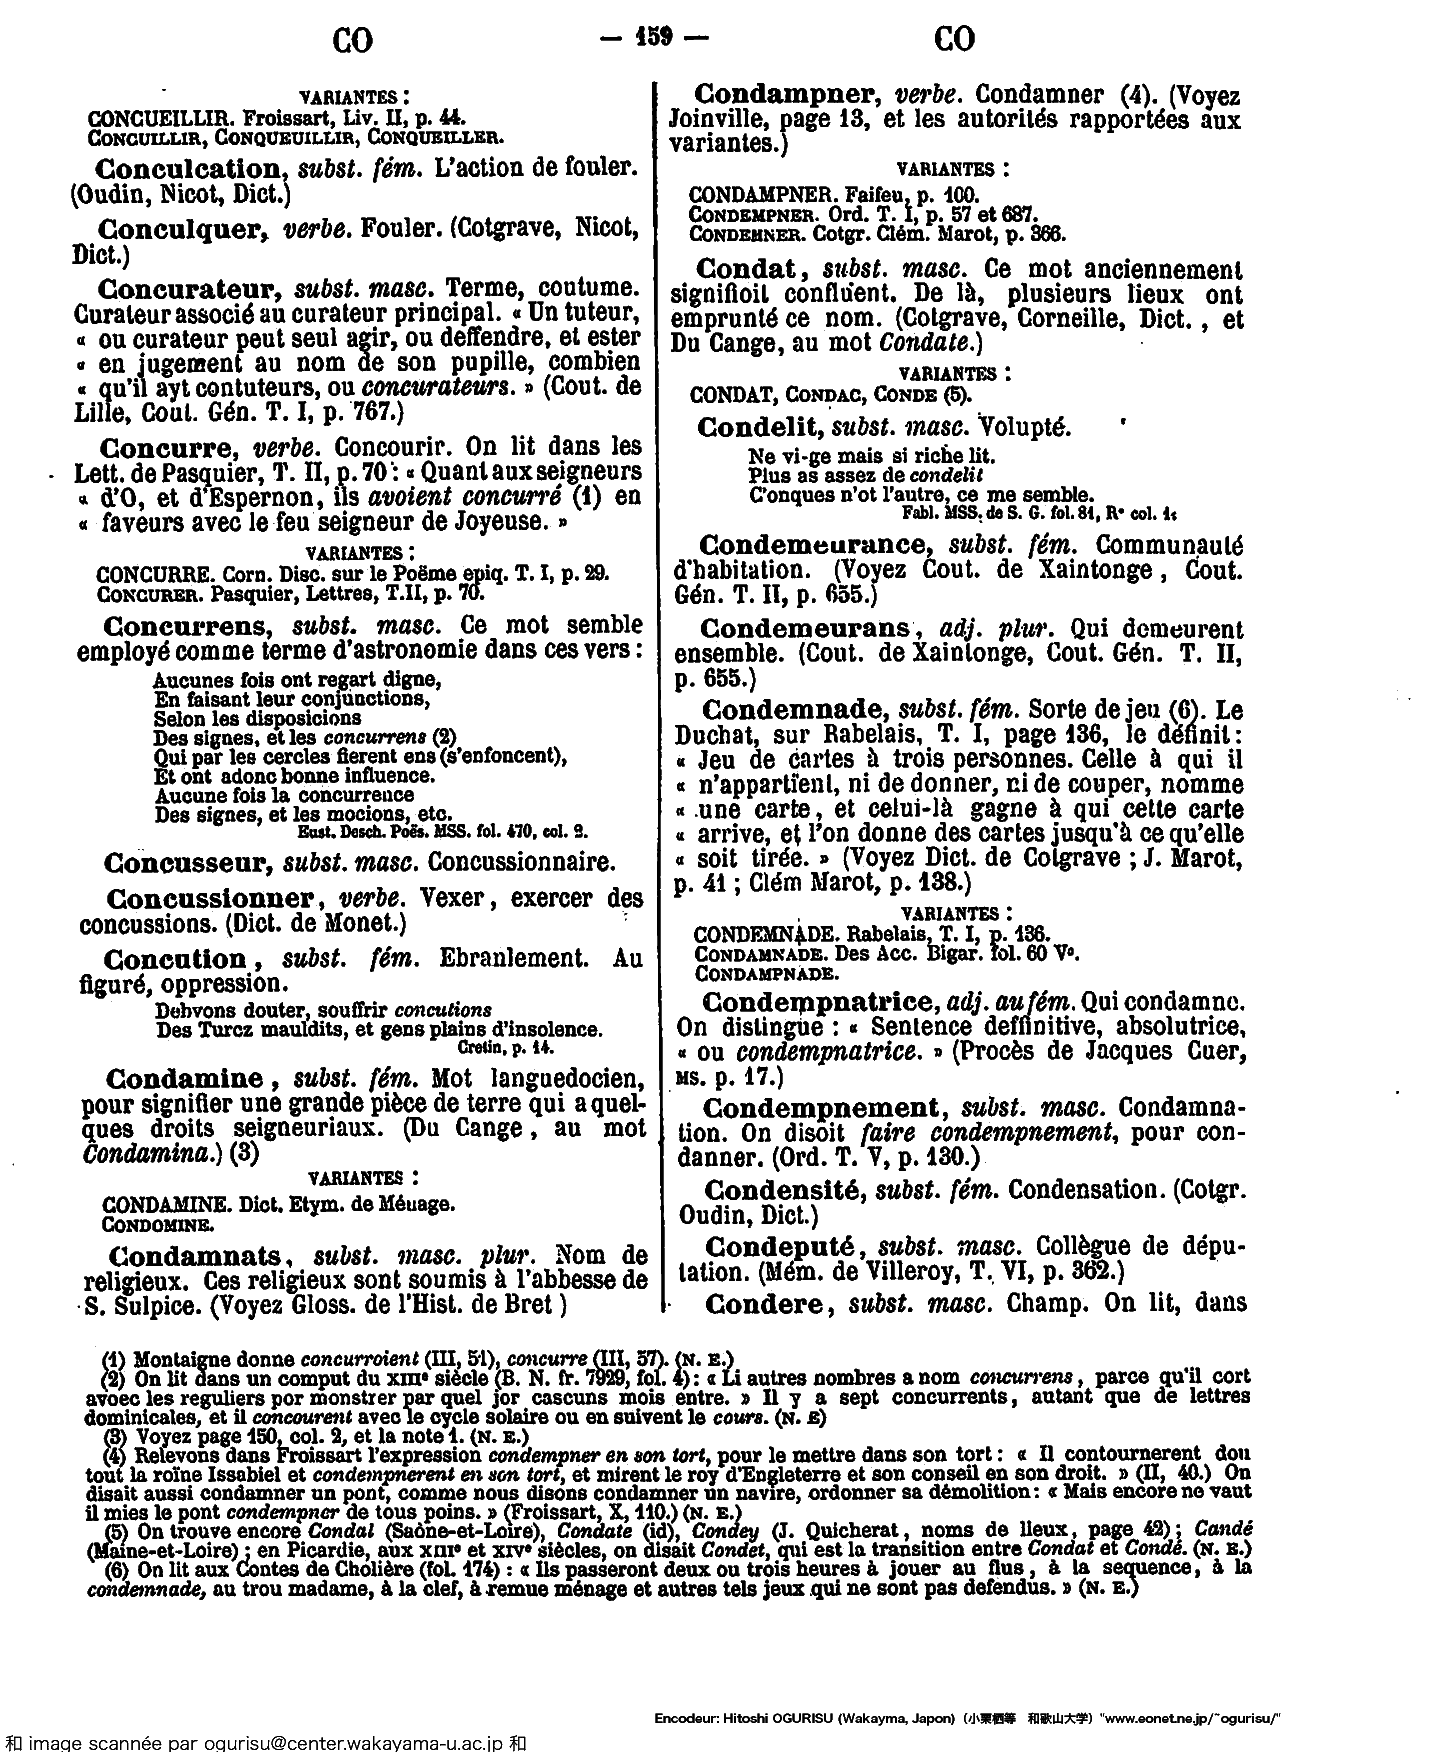 CO — 159 — CO
VARIANTES :
CONCUEILLIR. Froissart, Liv. II, p. 44.
CONCUILLIR, CONQUEUILLIR, CONQUEILLER.
Conculcation, subst. fém. L'action de fouler.
(Oudin, Nicot, Dict.)
Conculquer, verbe. Fouler. (Cotgrave, Nicot,
Dict.)
Concurateur, subst. masc. Terme, coutume.
Curateur associé au curateur principal. « Un tuteur,
« ou curateur peut seul agir, ou deffendre, et ester
« en jugement au nom de son pupille, combien
« qu'il ayt contuteurs, ou concurateurs. » (Cout. de
Lille, Cout. Gén. T. I, p. 767.)
Concurre, verbe. Concourir. On lit dans les
Lett. de Pasquier, T. II, p. 70 : « Quant aux seigneurs
« d'O, et d'Espernon, ils avoient concurré (1) en
« faveurs avec le feu seigneur de Joyeuse. »
VARIANTES :
CONCURRE. Corn. Disc. sur le Poëme epiq. T. I, p. 29.
CONCURER. Pasquier, Lettres, T.II, p. 70.
Concurrens, subst. masc. Ce mot semble
employé comme terme d'astronomie dans ces vers :
Aucunes fois ont regart digne,
En faisant leur conjunctions,
Selon les disposicions
Des signes, et les concurrens (2)
Qui par les cercles fierent ens (s'enfoncent),
Et ont adonc bonne influence.
Aucune fois la concurrence
Des signes, et les mocions, etc.
Eust. Desch. Poës. MSS. fol. 470, col. 2.
Concusseur, subst. masc. Concussionnaire.
Concussionner, verbe. Vexer, exercer des
concussions. (Dict. de Monet.)
Concution, subst. fém. Ebranlement. Au
figuré, oppression.
Debvons douter, souffrir concutions
Des Turcz mauldits, et gens plains d'insolence.
Cretin, p. 14.
Condamine, subst. fém. Mot languedocien,
pour signifier une grande pièce de terre qui a quel-
ques droits seigneuriaux. (Du Cange, au mot
Condamina.) (3)
VARIANTES :
CONDAMINE. Dict. Etym. de Ménage.
CONDOMINE.
Condamnats, subst. masc. plur. Nom de
religieux. Ces religieux sont soumis à l'abbesse de
S. Sulpice. (Voyez Gloss. de l'Hist. de Bret )
Condampner, verbe. Condamner (4). (Voyez
Joinville, page 13, et les autorités rapportées aux
variantes.)
VARIANTES :
CONDAMPNER. Faifeu, p. 100.
CONDEMPNER. Ord. T. I, p. 57 et 687.
CONDEMNER. Cotgr. Clém. Marot, p. 366.
Condat, subst. masc. Ce mot anciennement
signifioit confluent. De là, plusieurs lieux ont
emprunté ce nom. (Cotgrave, Corneille, Dict., et
Du Cange, au mot Condate.)
VARIANTES :
CONDAT, CONDAC, CONDE (5).
Condelit, subst. masc. Volupté.
Ne vi-ge mais si riche lit.
Plus as assez de condelit
C'onques n'ot l'autre, ce me semble.
Fabl. MSS. de S. G. fol. 81, R° col. 1.
Condemeurance, subst. fém. Communauté
d'habitation. (Voyez Cout. de Xaintonge, Cout.
Gén. T. II, p. 655.)
Condemeurans, adj. plur. Qui demeurent
ensemble. (Cout. de Xaintonge, Cout. Gén. T. II,
p. 655.)
Condemnade, subst. fém. Sorte de jeu (6). Le
Duchat, sur Rabelais, T. I, page 136, le définit :
« Jeu de cartes à trois personnes. Celle à qui il
« n'appartient, ni de donner, ni de couper, nomme
« une carte, et celui-là gagne à qui cette carte
« arrive, et l'on donne des cartes jusqu'à ce qu'elle
« soit tirée. » (Voyez Dict. de Cotgrave ; J. Marot,
p. 41 ; Clém Marot, p. 138.)
VARIANTES :
CONDEMNADE. Rabelais, T. I, p. 136.
CONDAMNADE. Des Acc. Bigar. fol. 60 V°.
CONDAMPNADE.
Condempnatrice, adj. au fém. Qui condamne.
On distingue : « Sentence deffinitive, absolutrice,
« ou condempnatrice. » (Procès de Jacques Cuer,
MS. p. 17.)
Condempnement, subst. masc. Condamna-
tion. On disoit faire condempnement, pour con-
danner. (Ord. T. V, p. 130.)
Condensité, subst. fém. Condensation. (Cotgr.
Oudin, Dict.)
Condeputé, subst. masc. Collègue de dépu-
tation. (Mém. de Villeroy, T. VI, p. 362.)
Condere, subst. masc. Champ. On lit, dans
(1) Montaigne donne concurroient (III, 51), concurre (III, 57). (N. E.)
(2) On lit dans un comput du XIIIe siècle (B. N. fr. 7929, fol. 4) : « Li autres nombres a nom concurrens, parce qu'il cort
avoec les reguliers por monstrer par quel jor cascuns mois entre. » Il y a sept concurrents, autant que de lettres
dominicales, et il concourent avec le cycle solaire ou en suivent le cours. (N. E)
(3) Voyez page 150, col. 2, et la note 1. (N. E.)
(4) Relevons dans Froissart l'expression condempner en son tort, pour le mettre dans son tort : « Il contournerent dou
tout la roïne Issabiel et condempnerent en son tort, et mirent le roy d'Engleterre et son conseil en son droit. » (II, 40.) On
disait aussi condamner un pont, comme nous disons condamner un navire, ordonner sa démolition : « Mais encore ne vaut
il mies le pont condempner de tous poins. » (Froissart, X, 110.) (N. E.)
(5) On trouve encore Condal (Saône-et-Loire), Condate (id), Condey (J. Quicherat, noms de lieux, page 42) ; Candé
(Maine-et-Loire) ; en Picardie, aux XIIIe et XIVe siècles, on disait Condet, qui est la transition entre Condat et Condé. (N. E.)
(6) On lit aux Contes de Cholière (fol. 174) : « Ils passeront deux ou trois heures à jouer au flus, à la sequence, à la
condemnade, au trou madame, à la clef, à remue ménage et autres tels jeux qui ne sont pas defendus. » (N. E.)
Encodeur: Hitoshi OGURISU (Wakayma, Japon) (小栗栖等 和歌山大学) "www.eonet.ne.jp/~ogurisu/"
和 image scannée par ogurisu@center.wakayama-u.ac.jp 和